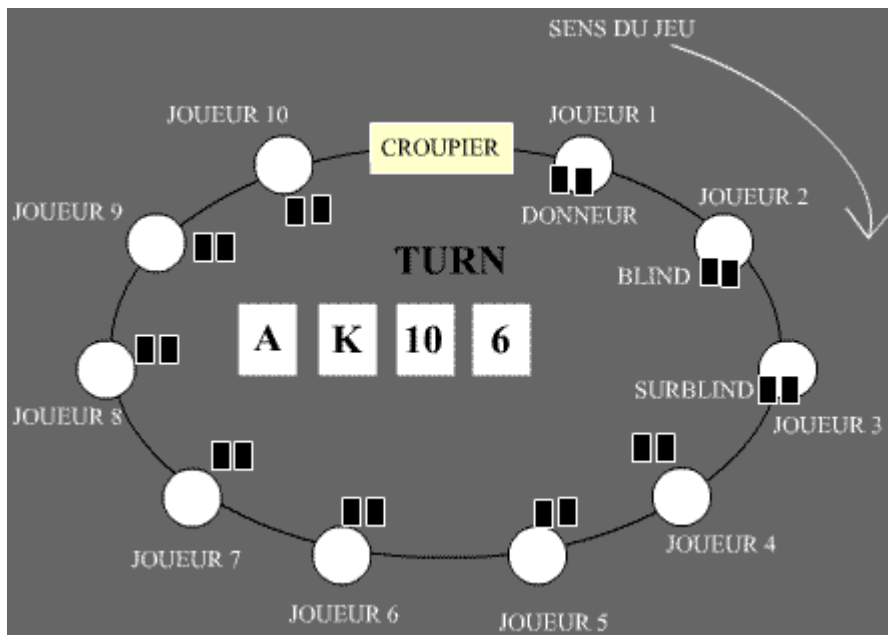 SENS DU JEU
JOUEUR 10
CROUPIER
JOUEUR 1
JOUEUR 9
DONNEUR
JOUEUR 2
TURN
BLIND
A K 10 6
SURBLIND
JOUEUR 8
JOUEUR 3
JOUEUR 7
JOUEUR 4
JOUEUR 6
JOUEUR 5